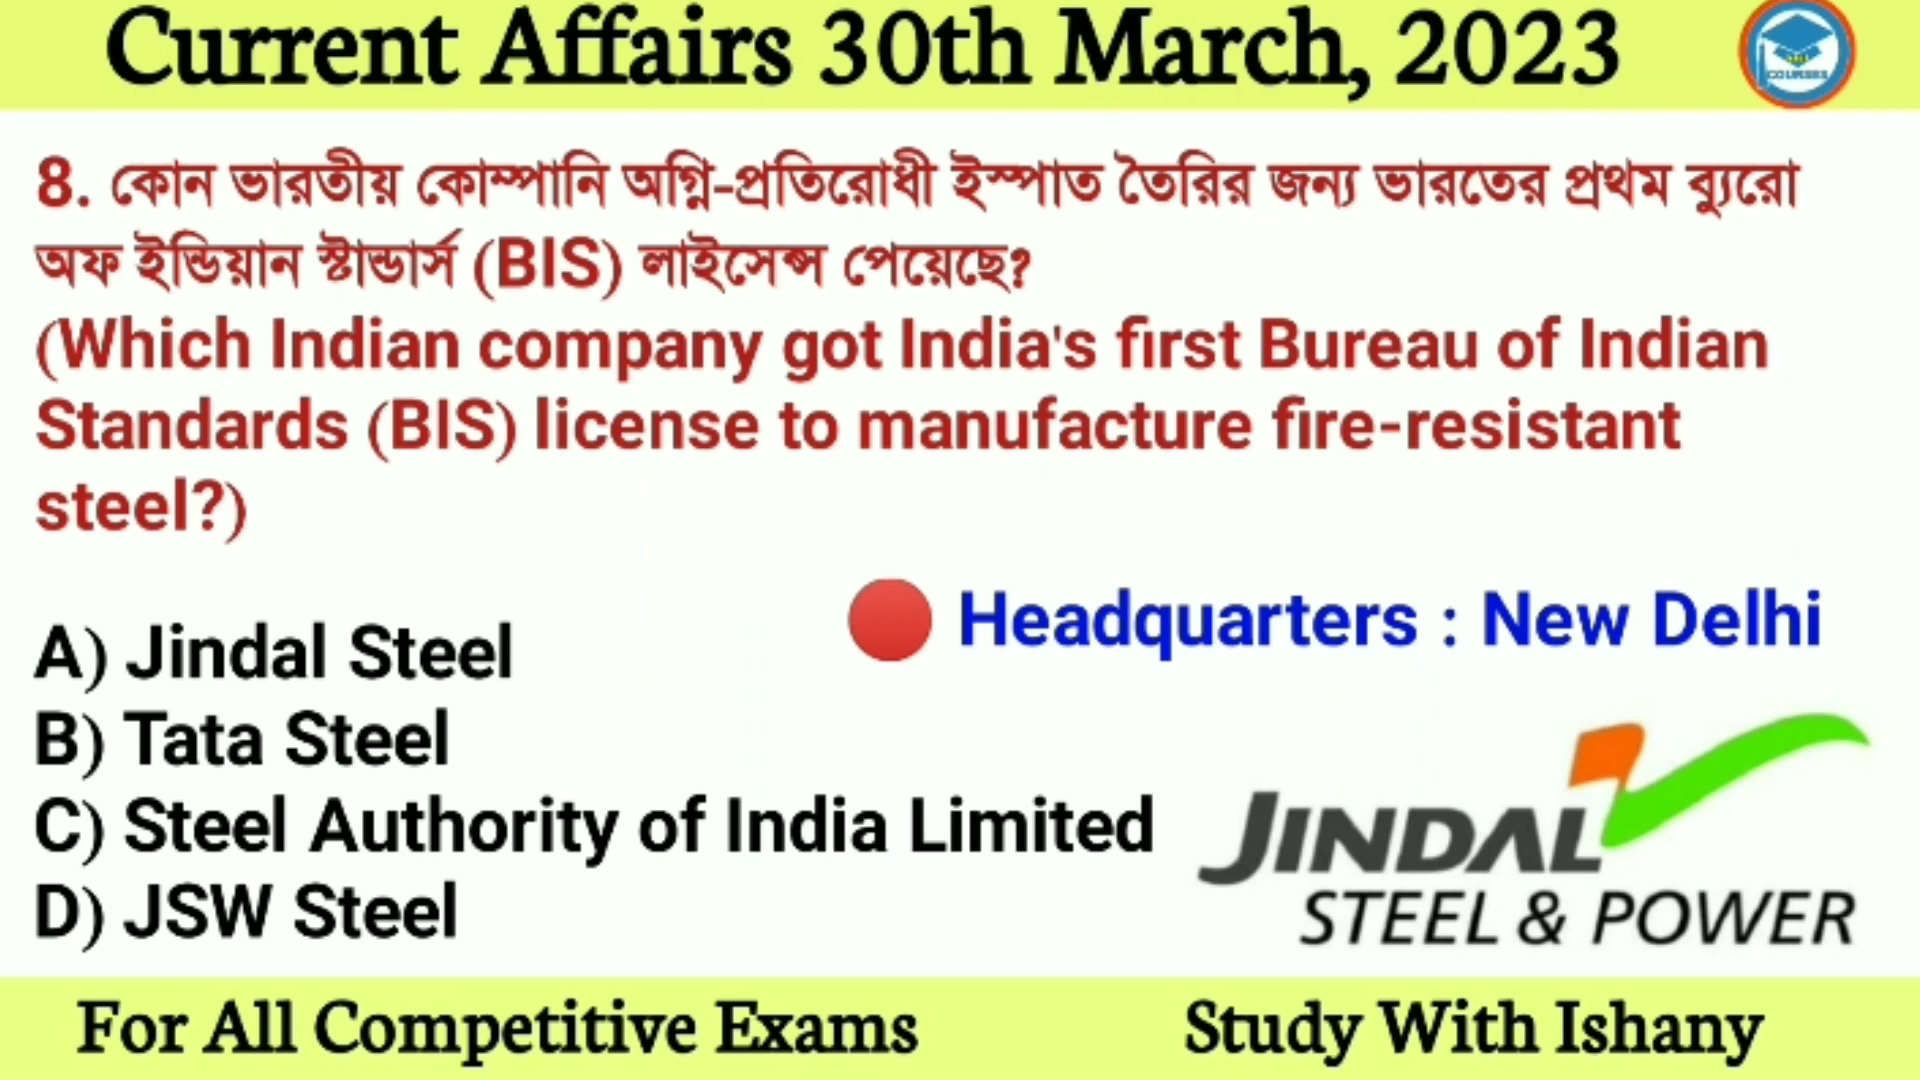 Current Affairs 30th March, 2023
COURSES
8. কোন ভারতীয় কোম্পানি অগ্নি-প্রতিরোধী ইস্পাত তৈরির জন্য ভারতের প্রথম ব্যুরো
অফ ইন্ডিয়ান স্টান্ডার্স (BIS) লাইসেন্স পেয়েছে?
(Which Indian company got India's first Bureau of Indian
Standards (BIS) license to manufacture fire-resistant
steel?)
Headquarters : New Delhi
A) Jindal Steel
B) Tata Steel
C) Steel Authority of India Limited
D) JSW Steel
JINDAL
STEEL & POWER
For All Competitive Exams
Study With Ishany